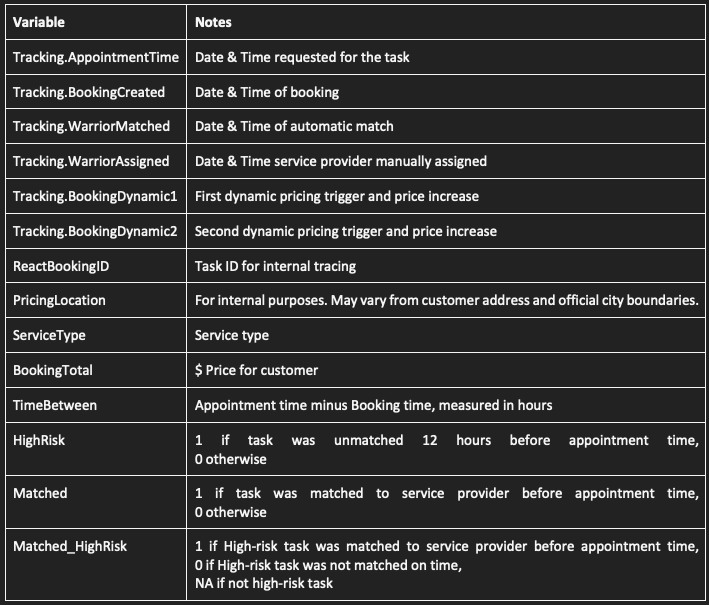 Variable Notes
Tracking.AppointmentTime Date & Time requested for the task
Tracking.BookingCreated Date & Time of booking
Tracking.WarriorMatched Date & Time of automatic match
Tracking.WarriorAssigned Date & Time service provider manually assigned
Tracking.BookingDynamic1 First dynamic pricing trigger and price increase
Tracking.BookingDynamic2 Second dynamic pricing trigger and price increase
ReactBookingID Task ID for internal tracing
PricingLocation For internal purposes. May vary from customer address and official city boundaries.
ServiceType Service type
BookingTotal $ Price for customer
TimeBetween Appointment time minus Booking time, measured in hours
HighRisk 1 if task was unmatched 12 hours before appointment time,
0 otherwise
Matched 1 if task was matched to service provider before appointment time,
0 otherwise
Matched_HighRisk 1 if High-risk task was matched to service provider before appointment time,
0 if High-risk task was not matched on time,
NA if not high-risk task